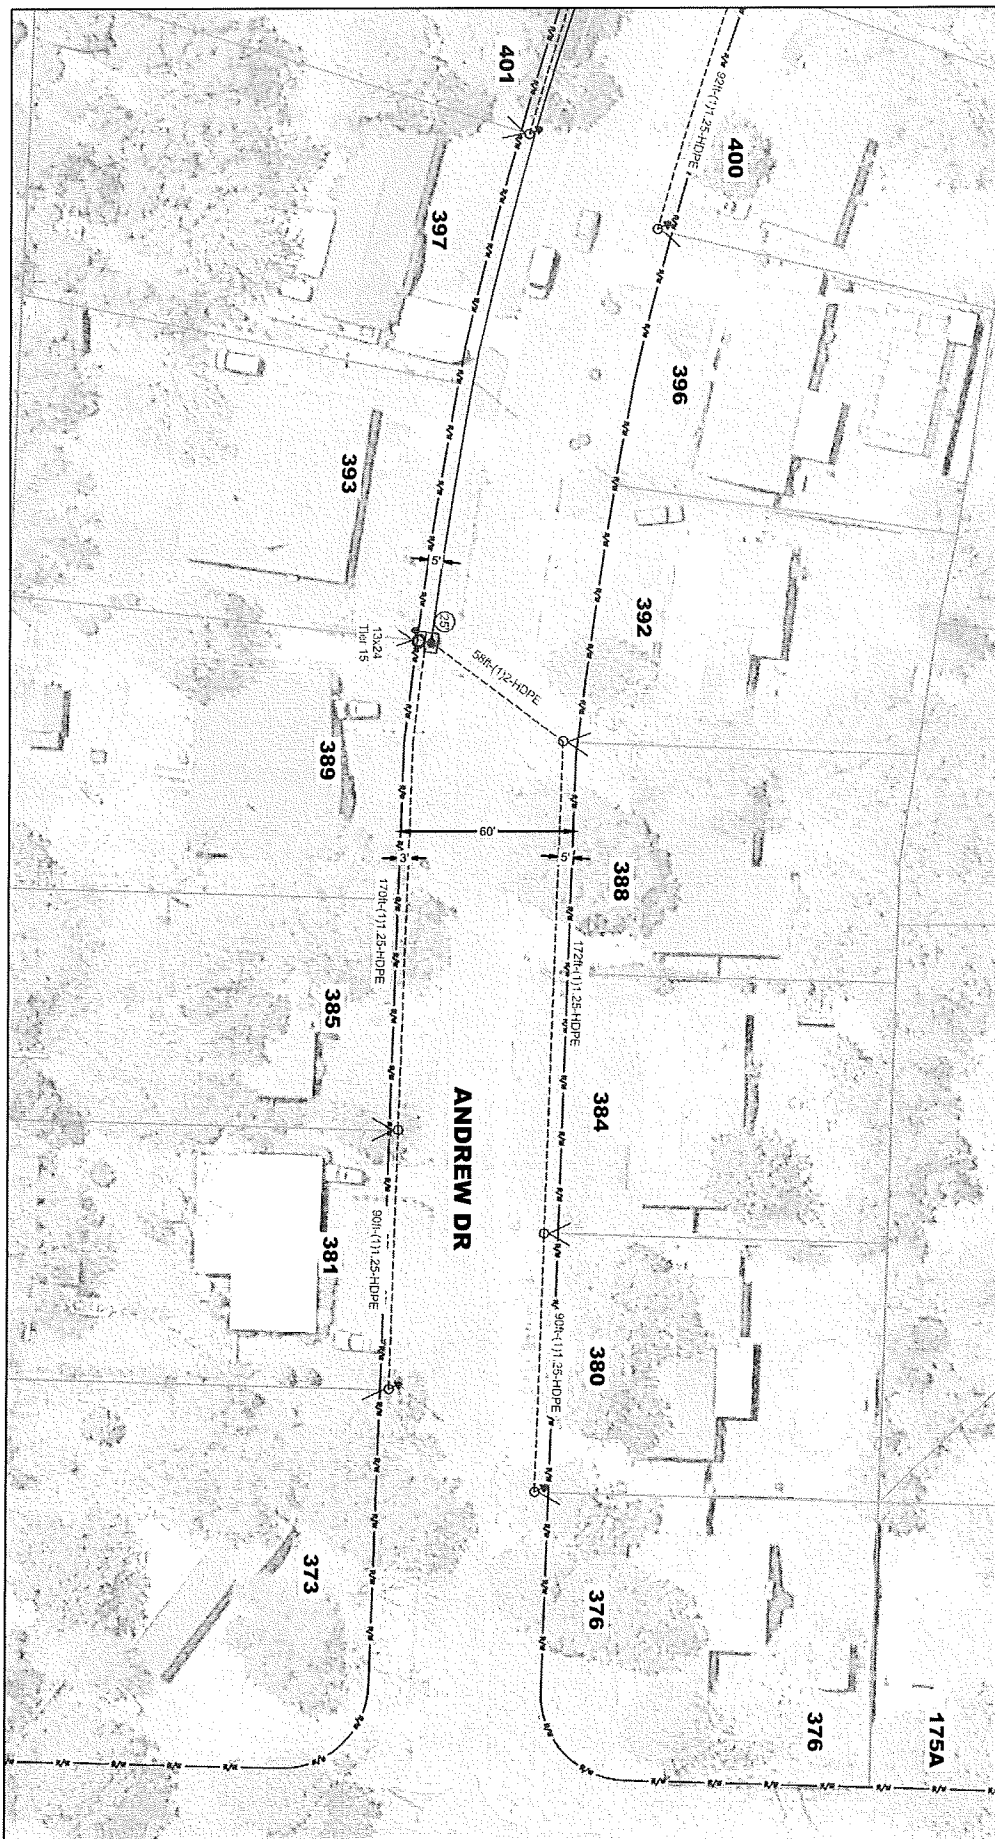 401
92ft-(1)1.25-HDPE
400
397
396
393
5'
25'
13x24
Tier 15
392
58ft-(1)2-HDPE
389
60'
3'
5'
388
170ft-(1)1.25-HDPE
172ft-(1)1.25-HDPE
385
384
ANDREW DR
381
90ft-(1)1.25-HDPE
90ft-(1)1.25-HDPE
380
373
376
376
175A
R/W